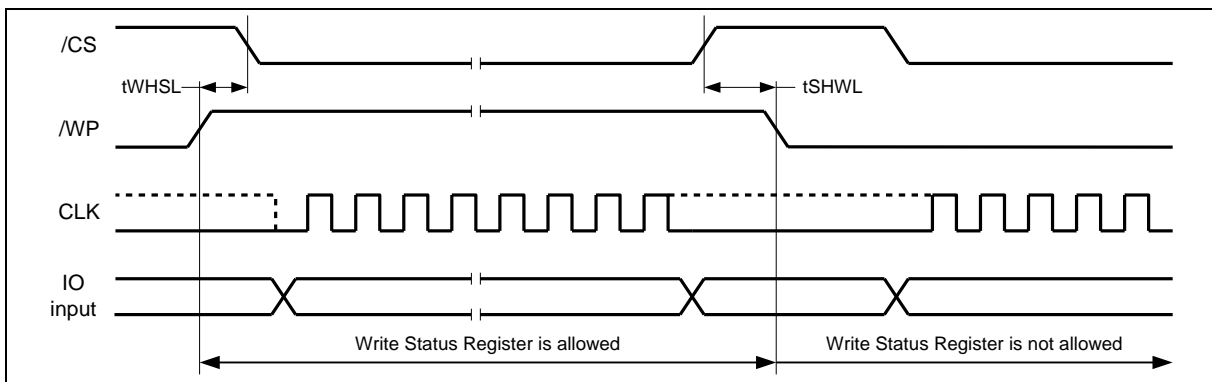 /CS
tWHSL
tSHWL
/WP
CLK
IO
input
Write Status Register is allowed
Write Status Register is not allowed